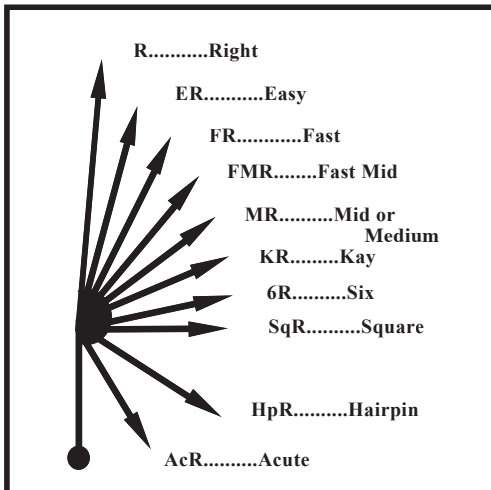 R...........Right
ER...........Easy
FR............Fast
FMR........Fast Mid
MR..........Mid or
Medium
KR.........Kay
6R..........Six
SqR..........Square
HpR..........Hairpin
AcR..........Acute